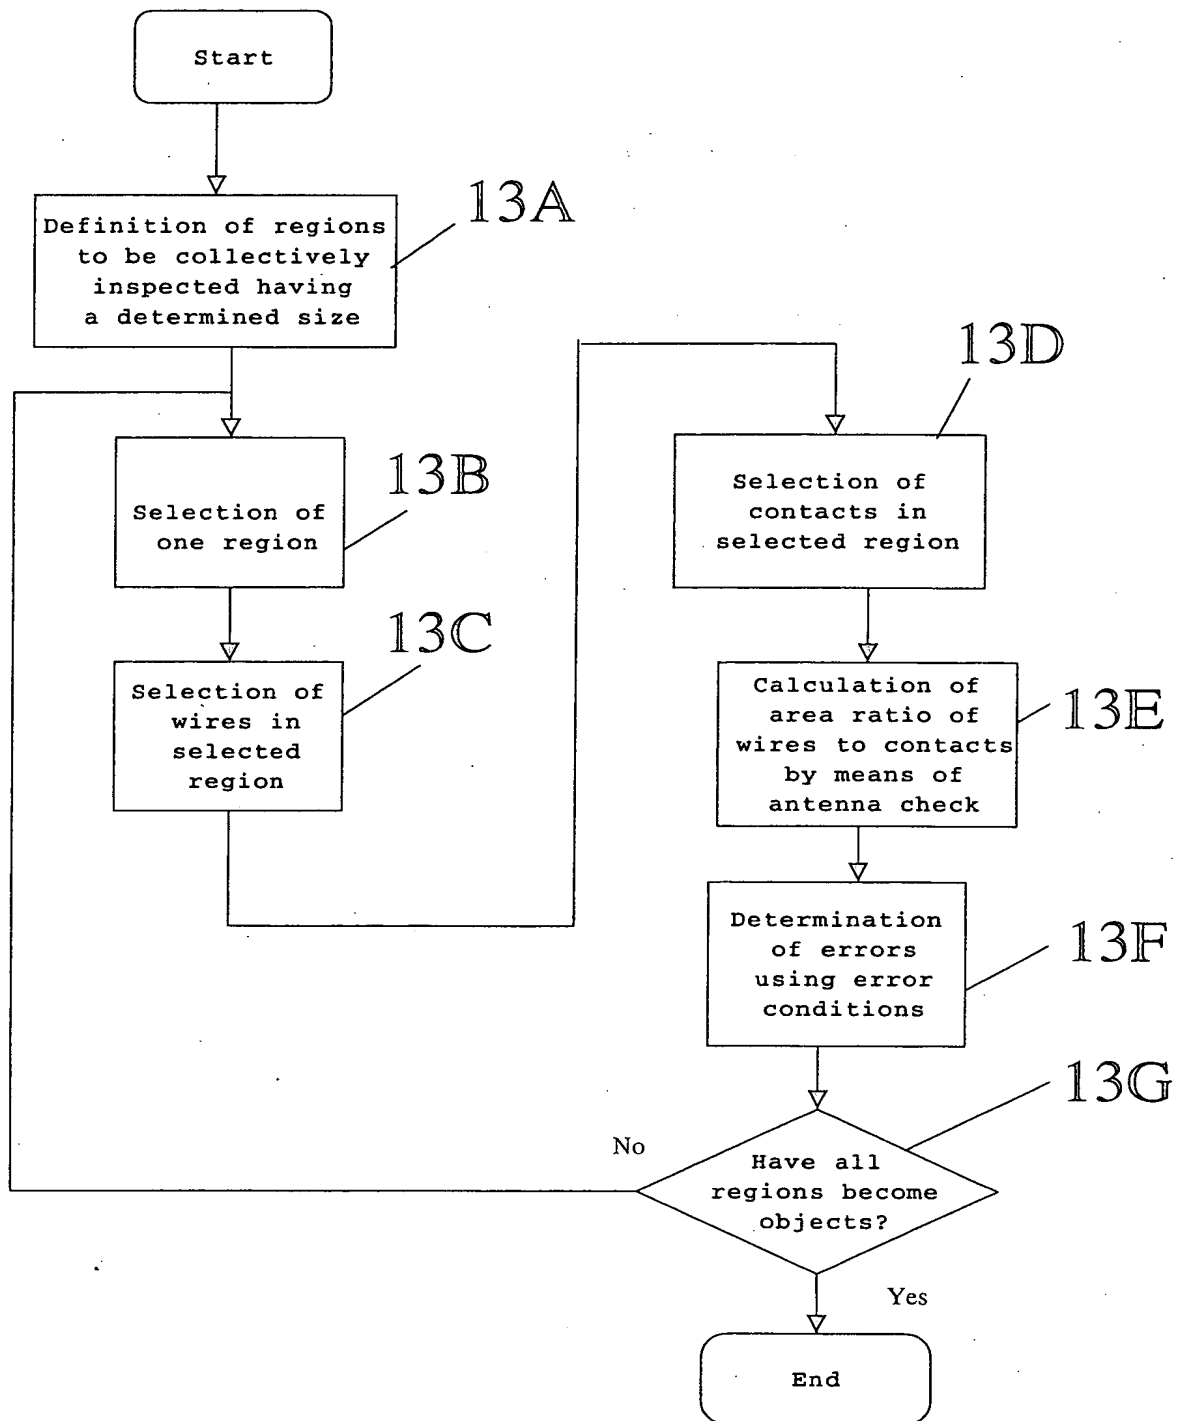 Start
13A
Definition of regions
to be collectively
inspected having
a determined size
13B
Selection of
one region
13C
Selection of
wires in
selected
region
13D
Selection of
contacts in
selected region
13E
Calculation of
area ratio of
wires to contacts
by means of
antenna check
13F
Determination
of errors
using error
conditions
13G
No
Have all
regions become
objects?
Yes
End